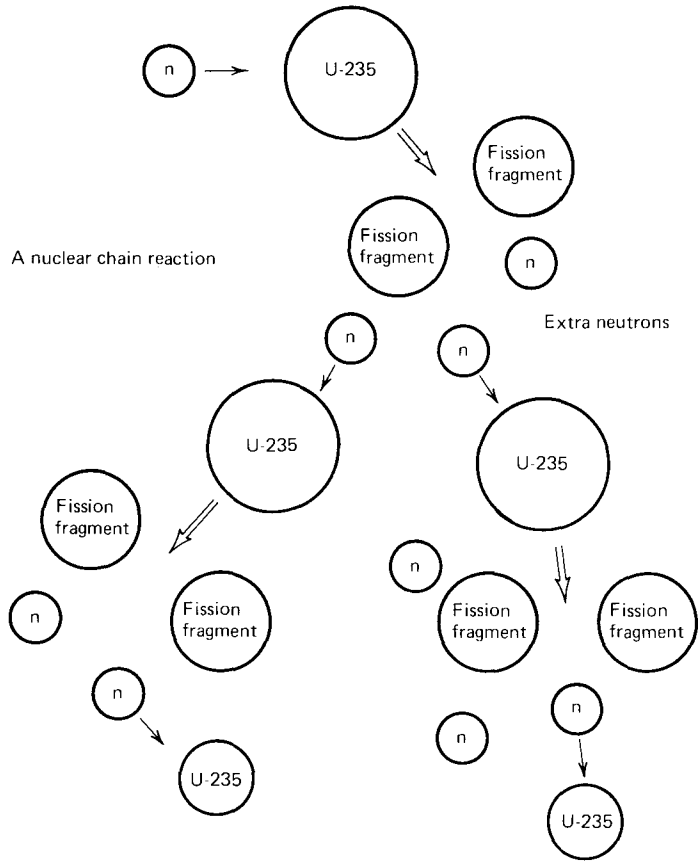 n
U-235
Fission
fragment
Fission
fragment
A nuclear chain reaction
n
Extra neutrons
n
n
U-235
U-235
Fission
fragment
n
Fission
fragment
Fission
fragment
Fission
fragment
n
n
n
n
U-235
U-235